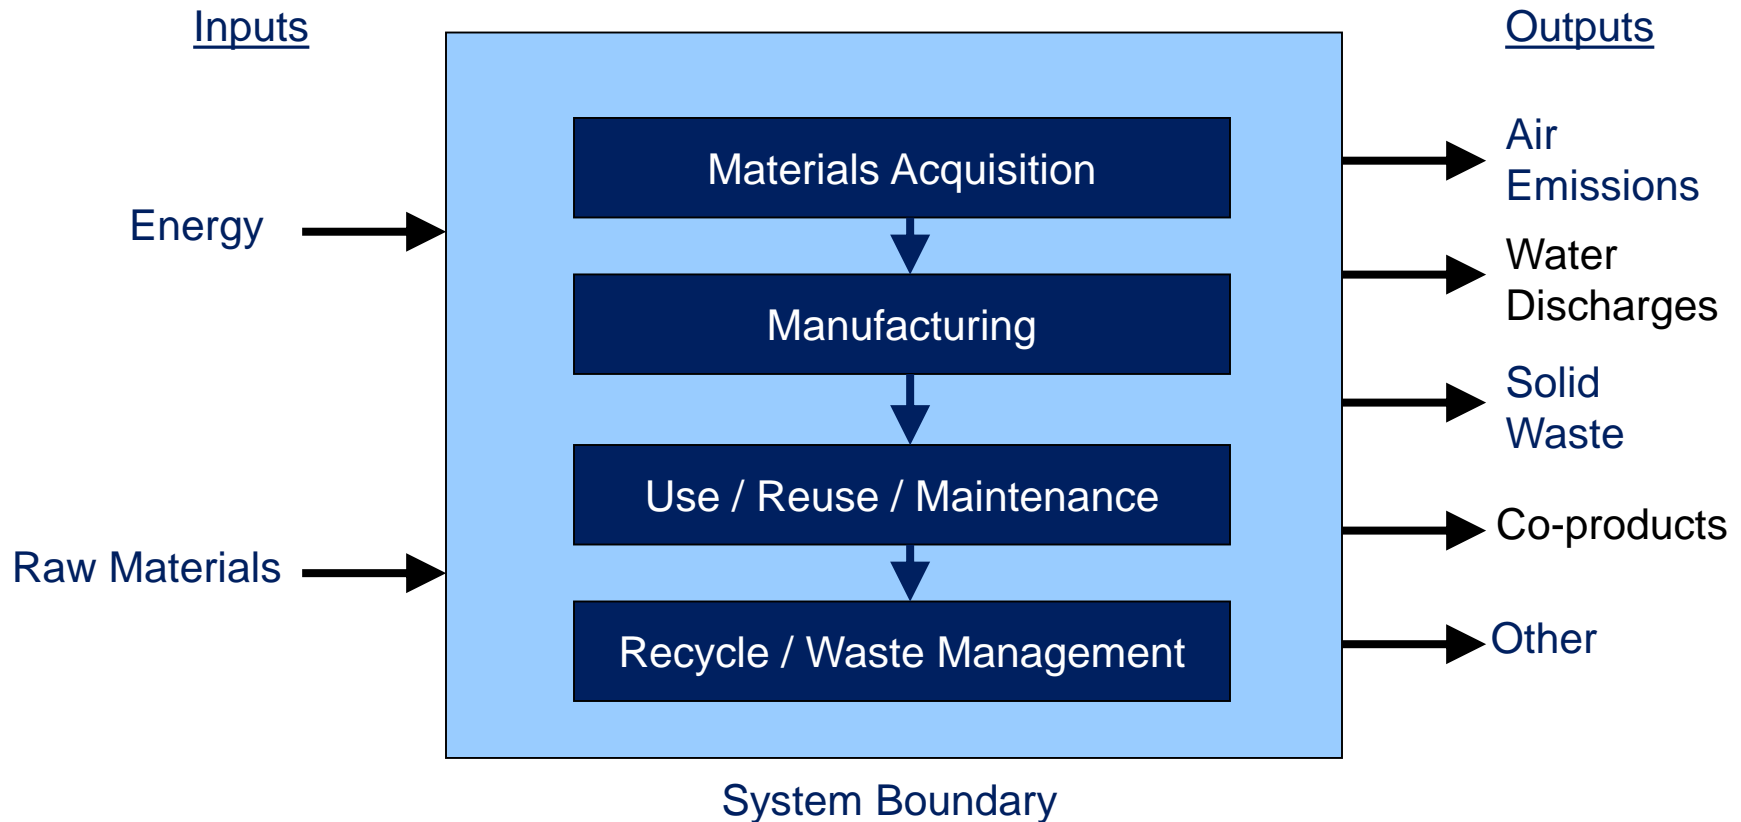 Inputs
Outputs
Energy
Raw Materials
Materials Acquisition
Manufacturing
Use / Reuse / Maintenance
Recycle / Waste Management
Air
Emissions
Water
Discharges
Solid
Waste
Co-products
Other
System Boundary